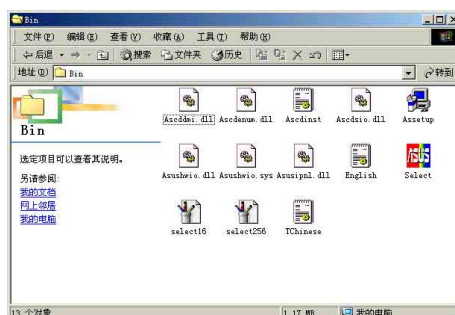 Bin
文件(F) 编辑(E) 查看(V) 收藏(A) 工具(T) 帮助(H)
后退 搜索 文件夹 历史
地址(D) Bin 转到
Bin
选定项目可以查看其说明。
另请参阅:
我的文档
网上邻居
我的电脑
Ascddmi.dll Ascdenum.dll Ascdinst Ascdsio.dll Assetup
Asushwio.dll Asushwio.sys Asusipnl.dll English Select
select16 select256 TChinese
13 个对象 1.17 MB 我的电脑